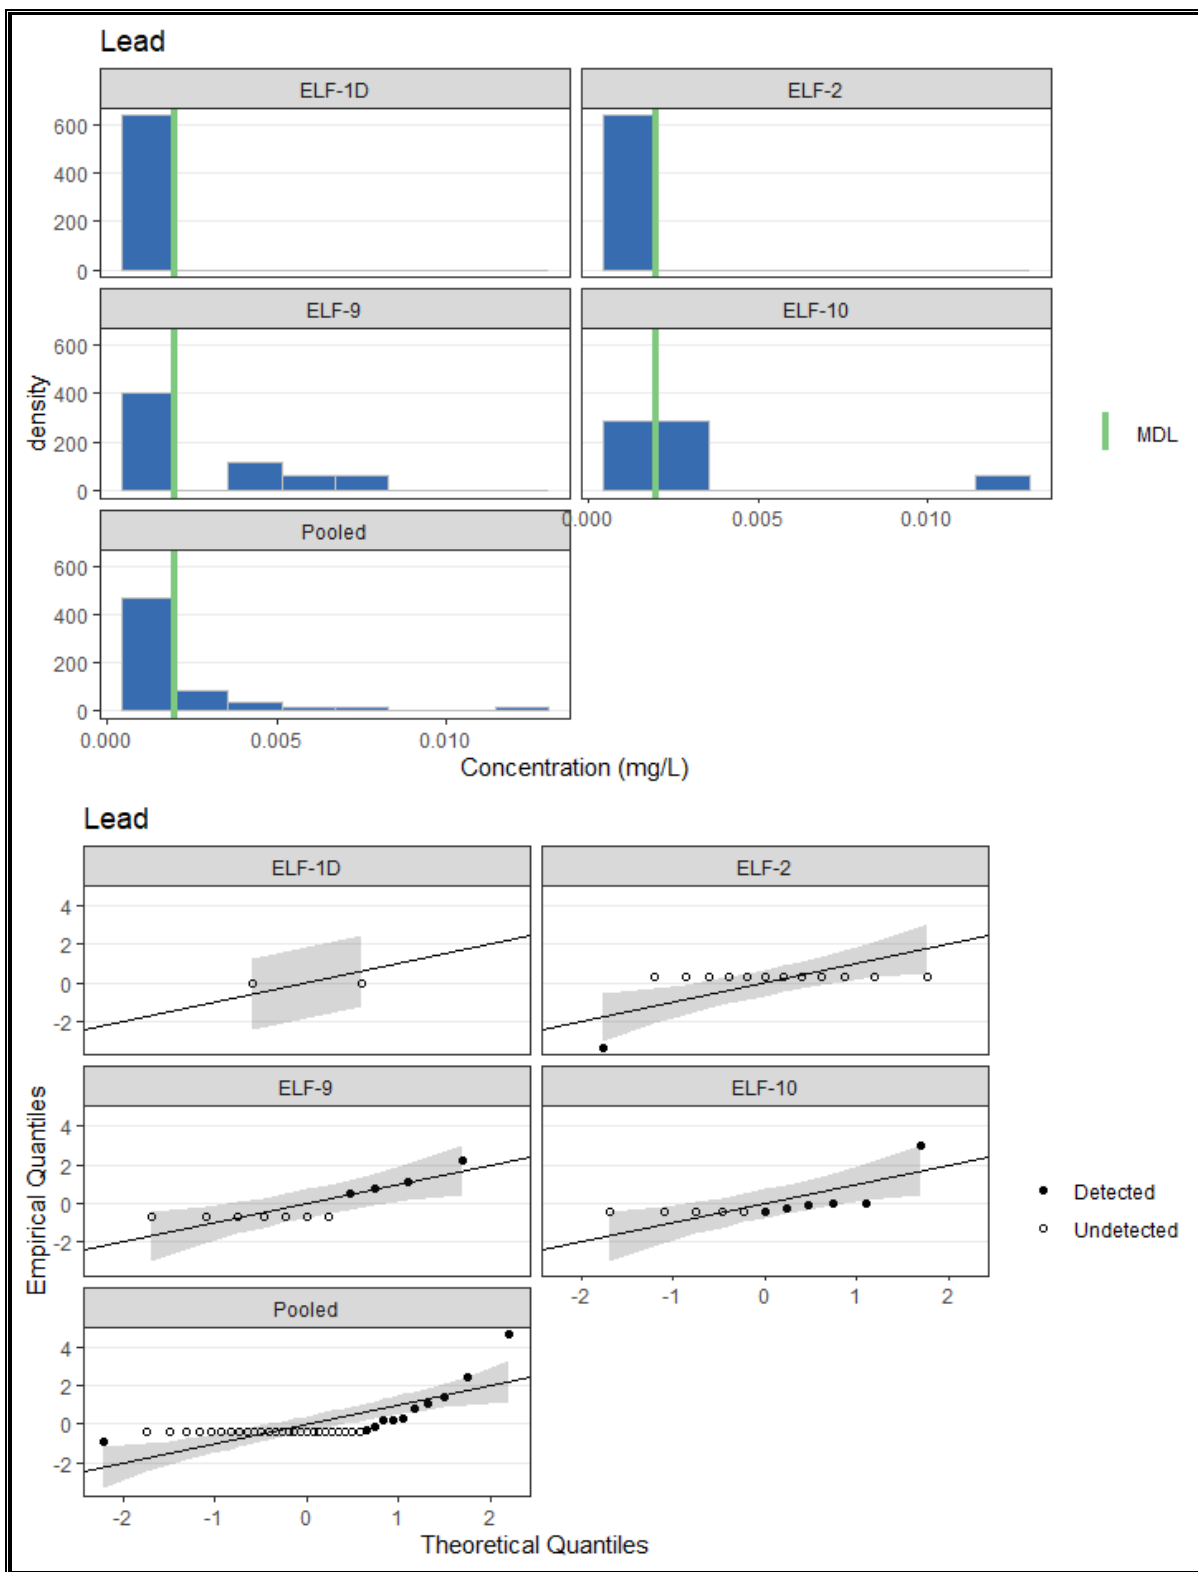 Lead
ELF-1D ELF-2
600
400
200
0
ELF-9 ELF-10
600
400
200
0
density
MDL
0.000 0.005 0.010
Pooled
600
400
200
0
0.000 0.005 0.010
Concentration (mg/L)
Lead
ELF-1D ELF-2
4
2
0
-2
ELF-9 ELF-10
4
2
0
-2
Empirical Quantiles
Detected
Undetected
-2 -1 0 1 2
Pooled
4
2
0
-2
-2 -1 0 1 2
Theoretical Quantiles